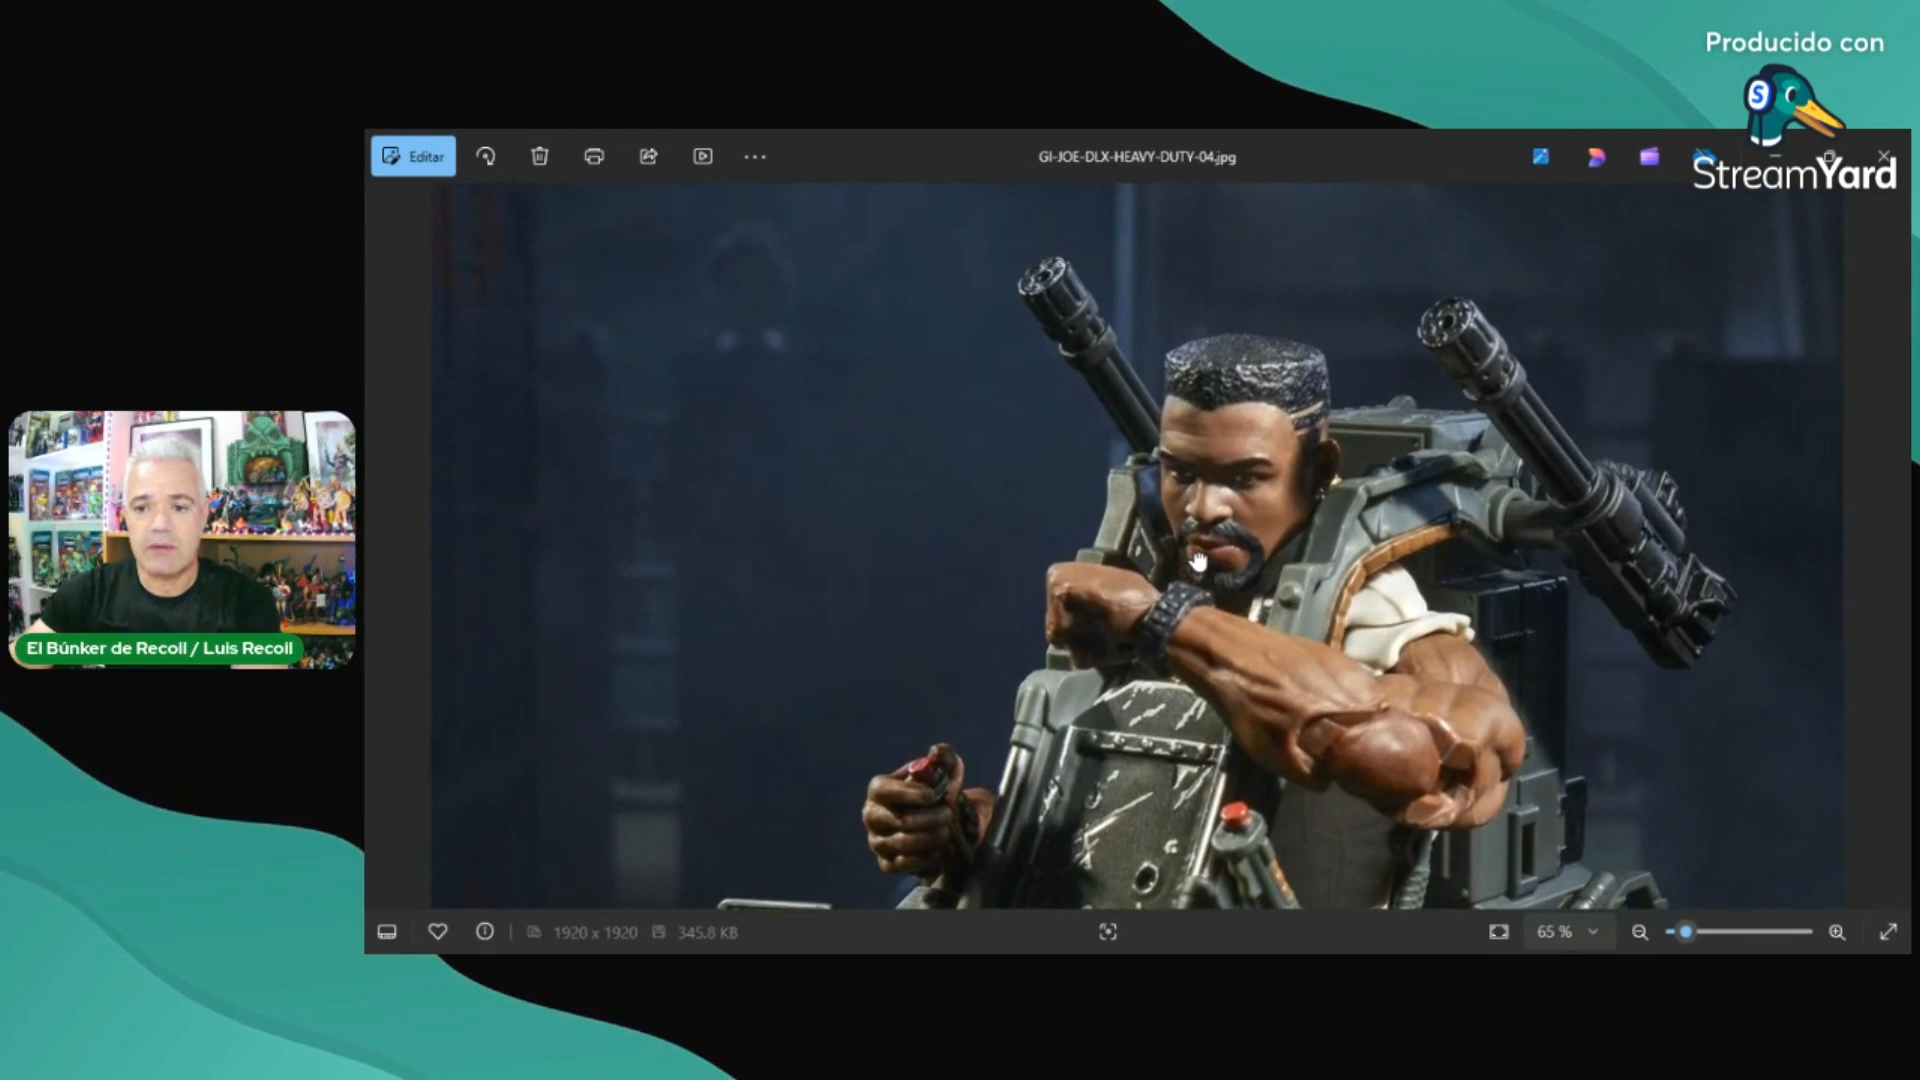 Producido con
S
StreamYard
Editar
GI-JOE-DLX-HEAVY-DUTY-04.jpg
El Búnker de Recoil / Luis Recoil
1920 x 1920
345.8 KB
65 %